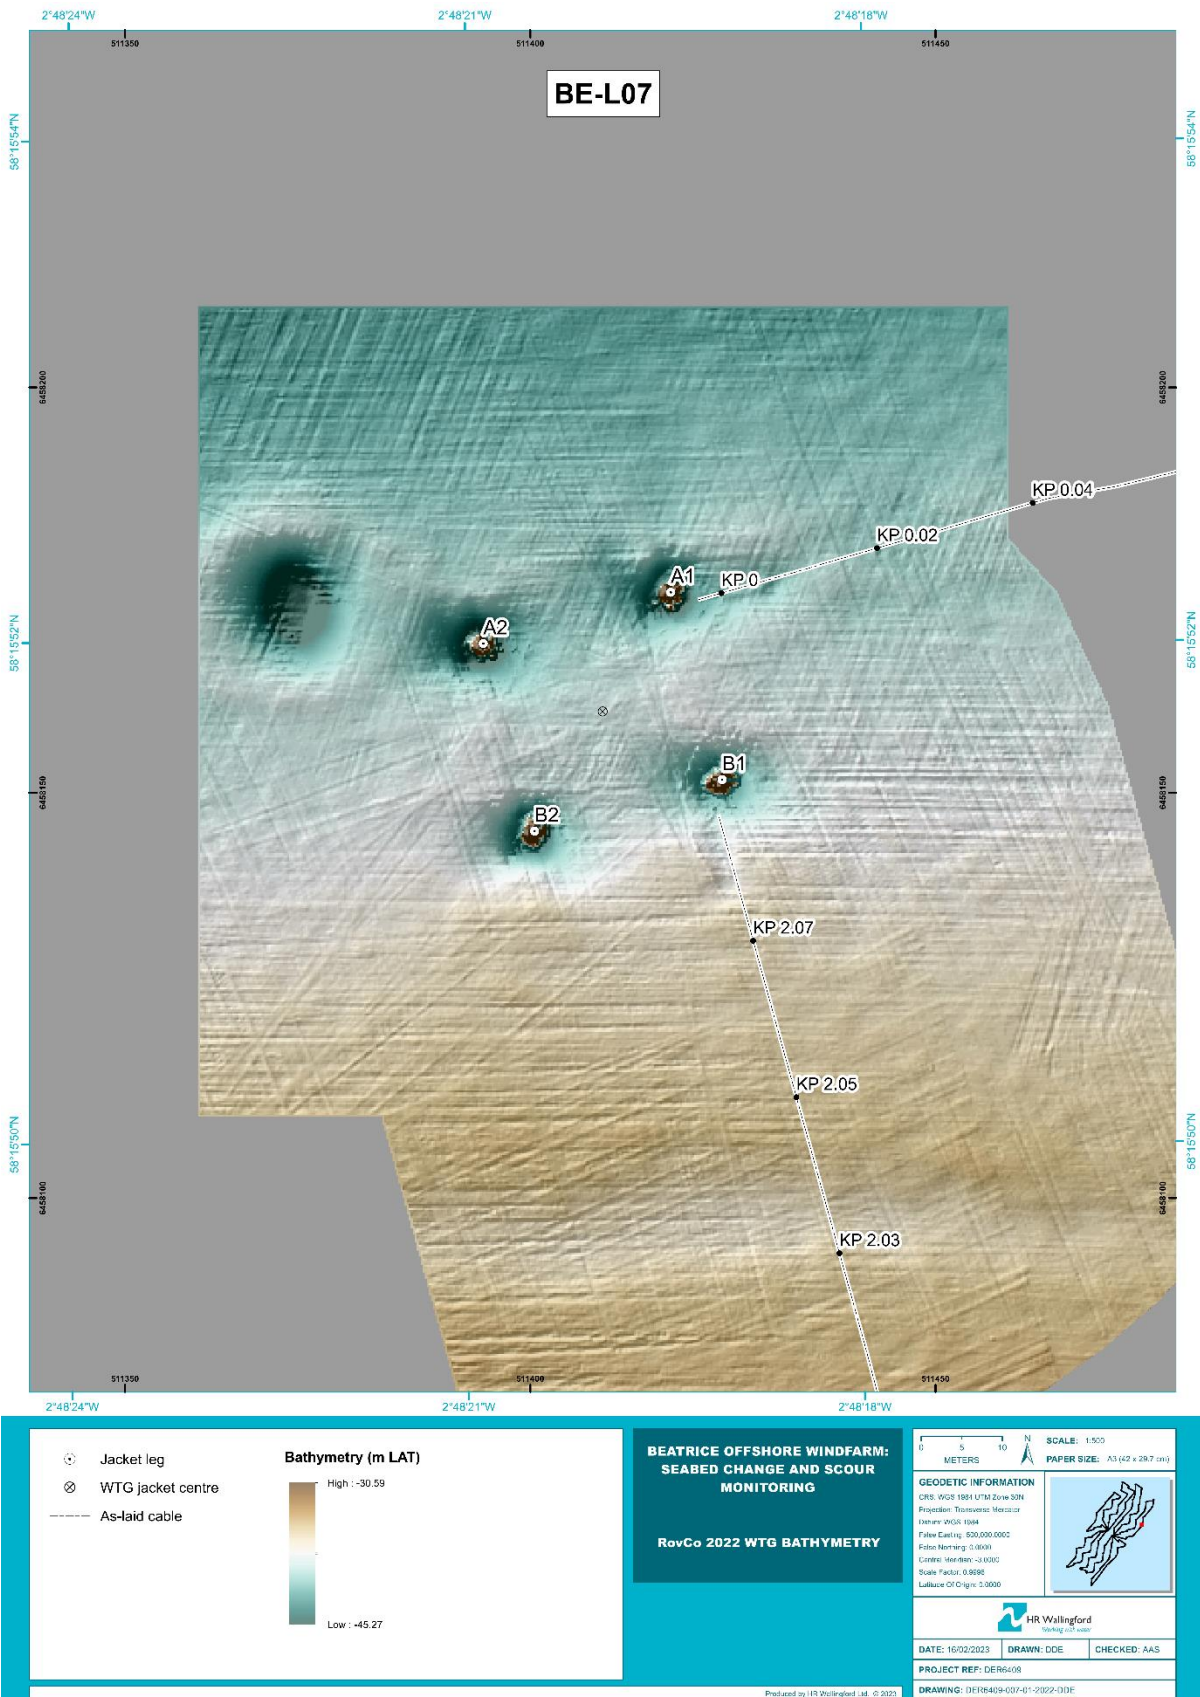 2°48'24"W
2°48'21"W
2°48'18"W
511350
511400
511450
BE-L07
58°15'54"N
58°15'54"N
6458200
6458200
KP 0.04
KP 0.02
A1
KP 0
A2
58°15'52"N
58°15'52"N
B1
6458150
6458150
B2
KP 2.07
KP 2.05
58°15'50"N
58°15'50"N
6458100
6458100
KP 2.03
511350
511400
511450
2°48'24"W
2°48'21"W
2°48'18"W
Jacket leg
WTG jacket centre
As-laid cable
Bathymetry (m LAT)
High : -30.59
Low : -45.27
BEATRICE OFFSHORE WINDFARM:
SEABED CHANGE AND SCOUR
MONITORING
RovCo 2022 WTG BATHYMETRY
0 5 10
METERS
N
SCALE: 1:500
PAPER SIZE: A3 (42 x 29.7 cm)
GEODETIC INFORMATION
CRS: WGS 1984 UTM Zone 30N
Projection: Transverse Mercator
Datum: WGS 1984
False Easting: 500,000.0000
False Northing: 0.0000
Central Meridian: -3.0000
Scale Factor: 0.9996
Latitude Of Origin: 0.0000
HR Wallingford
Working with water
DATE: 16/02/2023
DRAWN: DDE
CHECKED: AAS
PROJECT REF: DER6409
DRAWING: DER6409-007-01-2022-DDE
Produced by HR Wallingford Ltd. © 2023